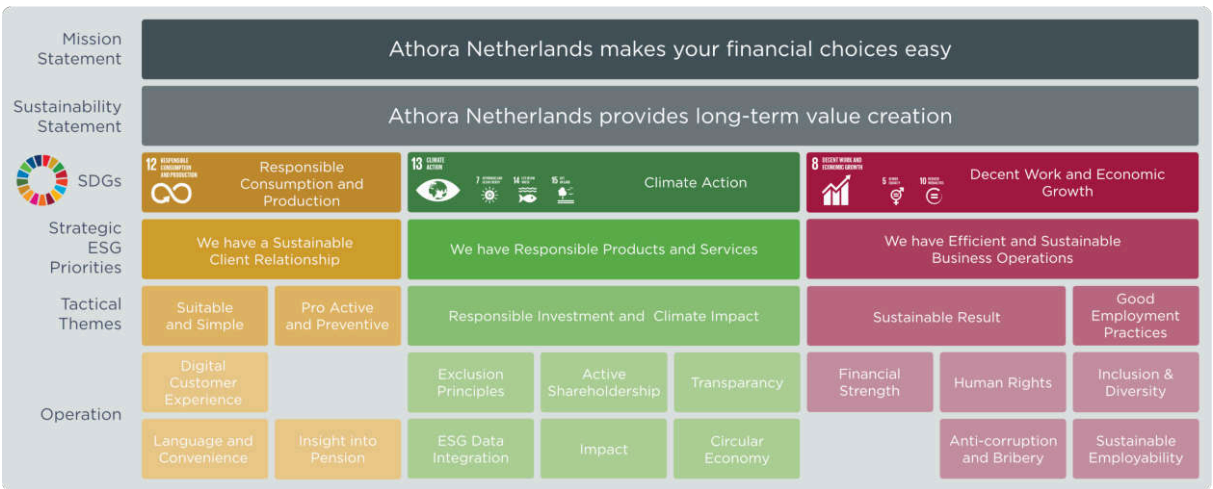 Mission
Statement
Athora Netherlands makes your financial choices easy
Sustainability
Statement
Athora Netherlands provides long-term value creation
SDGs
12 RESPONSIBLE
CONSUMPTION
AND PRODUCTION
Responsible
Consumption and
Production
13 CLIMATE
ACTION
7
14
15
Climate Action
8 DECENT WORK AND
ECONOMIC GROWTH
5
10
Decent Work and Economic
Growth
Strategic
ESG
Priorities
We have a Sustainable
Client Relationship
We have Responsible Products and Services
We have Efficient and Sustainable
Business Operations
Tactical
Themes
Suitable
and Simple
Pro Active
and Preventive
Responsible Investment and Climate Impact
Sustainable Result
Good
Employment
Practices
Operation
Digital
Customer
Experience
Exclusion
Principles
Active
Shareholdership
Transparancy
Financial
Strength
Human Rights
Inclusion &
Diversity
Language and
Convenience
Insight into
Pension
ESG Data
Integration
Impact
Circular
Economy
Anti-corruption
and Bribery
Sustainable
Employability